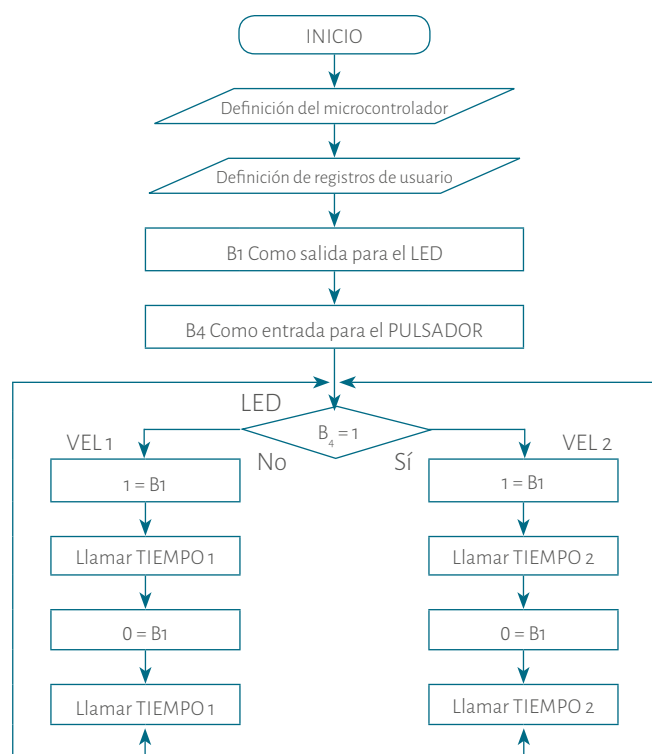 INICIO
Definición del microcontrolador
Definición de registros de usuario
B1 Como salida para el LED
B4 Como entrada para el PULSADOR
LED
B₄ = 1
VEL 1
No
Sí
VEL 2
1 = B1
1 = B1
Llamar TIEMPO 1
Llamar TIEMPO 2
0 = B1
0 = B1
Llamar TIEMPO 1
Llamar TIEMPO 2